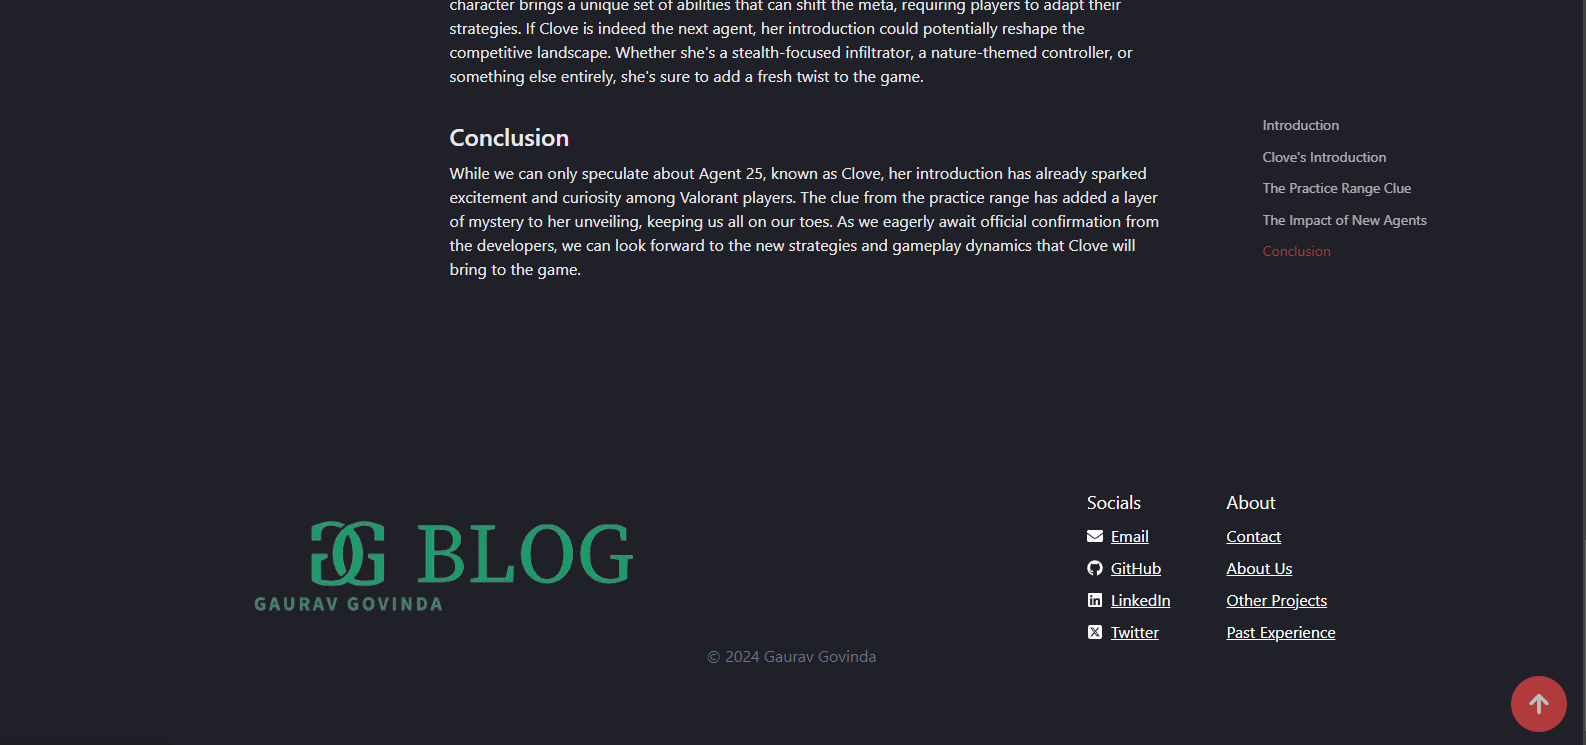 character brings a unique set of abilities that can shift the meta, requiring players to adapt their
strategies. If Clove is indeed the next agent, her introduction could potentially reshape the
competitive landscape. Whether she's a stealth-focused infiltrator, a nature-themed controller, or
something else entirely, she's sure to add a fresh twist to the game.
Conclusion
While we can only speculate about Agent 25, known as Clove, her introduction has already sparked
excitement and curiosity among Valorant players. The clue from the practice range has added a layer
of mystery to her unveiling, keeping us all on our toes. As we eagerly await official confirmation from
the developers, we can look forward to the new strategies and gameplay dynamics that Clove will
bring to the game.
Introduction
Clove's Introduction
The Practice Range Clue
The Impact of New Agents
Conclusion
GG BLOG
GAURAV GOVINDA
Socials
Email
GitHub
LinkedIn
Twitter
About
Contact
About Us
Other Projects
Past Experience
© 2024 Gaurav Govinda